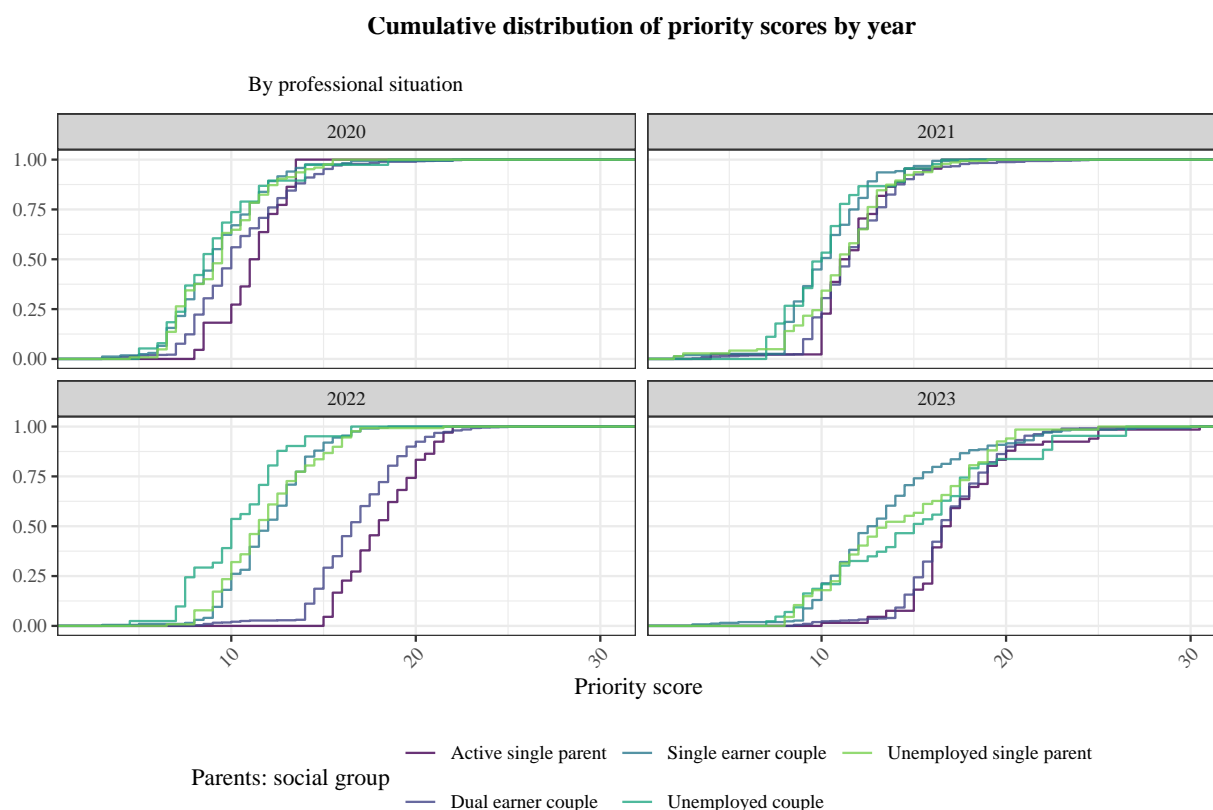 Cumulative distribution of priority scores by year
By professional situation
2020
2021
1.00
0.75
0.50
0.25
0.00
2022
2023
1.00
0.75
0.50
0.25
0.00
10 20 30 10 20 30
Priority score
Parents: social group
Active single parent Single earner couple Unemployed single parent
Dual earner couple Unemployed couple